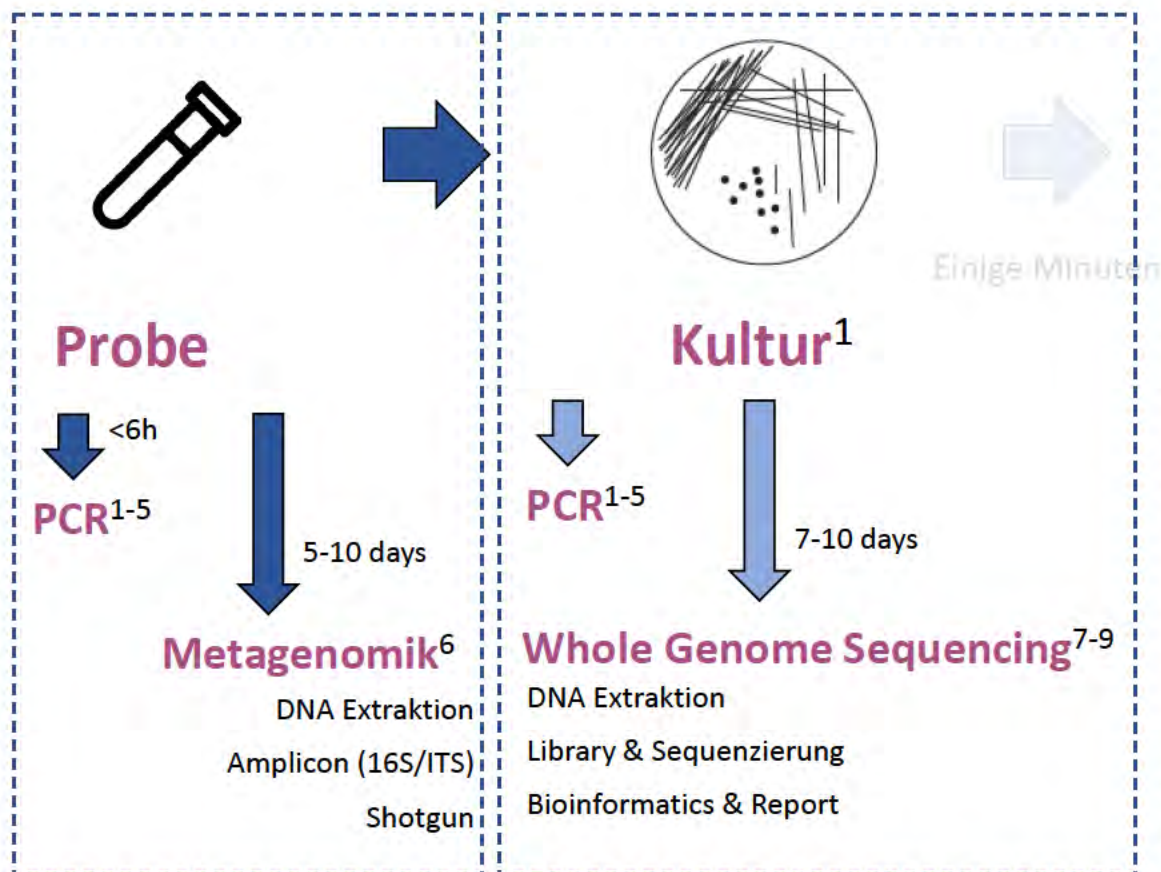 Einige Minuten
Probe
<6h
PCR1-5
5-10 days
Metagenomik6
DNA Extraktion
Amplicon (16S/ITS)
Shotgun
Kultur1
PCR1-5
7-10 days
Whole Genome Sequencing7-9
DNA Extraktion
Library & Sequenzierung
Bioinformatics & Report